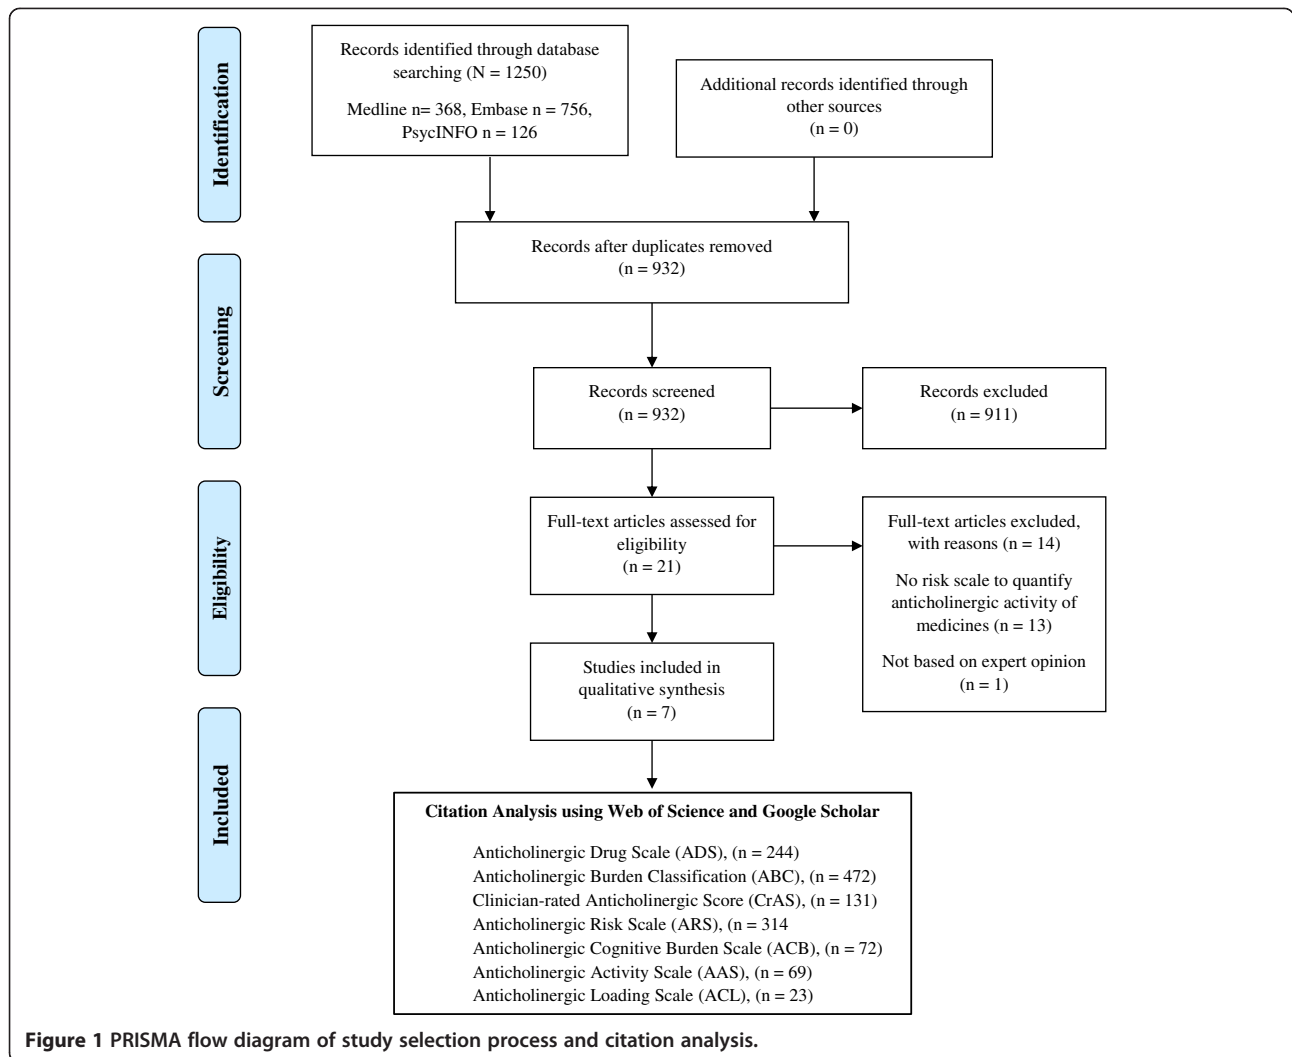 Identification
Records identified through database
searching (N = 1250)
Medline n= 368, Embase n = 756,
PsycINFO n = 126
Additional records identified through
other sources
(n = 0)
Records after duplicates removed
(n = 932)
Screening
Records screened
(n = 932)
Records excluded
(n = 911)
Eligibility
Full-text articles assessed for
eligibility
(n = 21)
Full-text articles excluded,
with reasons (n = 14)
No risk scale to quantify
anticholinergic activity of
medicines (n = 13)
Not based on expert opinion
(n = 1)
Studies included in
qualitative synthesis
(n = 7)
Included
Citation Analysis using Web of Science and Google Scholar
Anticholinergic Drug Scale (ADS), (n = 244)
Anticholinergic Burden Classification (ABC), (n = 472)
Clinician-rated Anticholinergic Score (CrAS), (n = 131)
Anticholinergic Risk Scale (ARS), (n = 314
Anticholinergic Cognitive Burden Scale (ACB), (n = 72)
Anticholinergic Activity Scale (AAS), (n = 69)
Anticholinergic Loading Scale (ACL), (n = 23)
Figure 1 PRISMA flow diagram of study selection process and citation analysis.